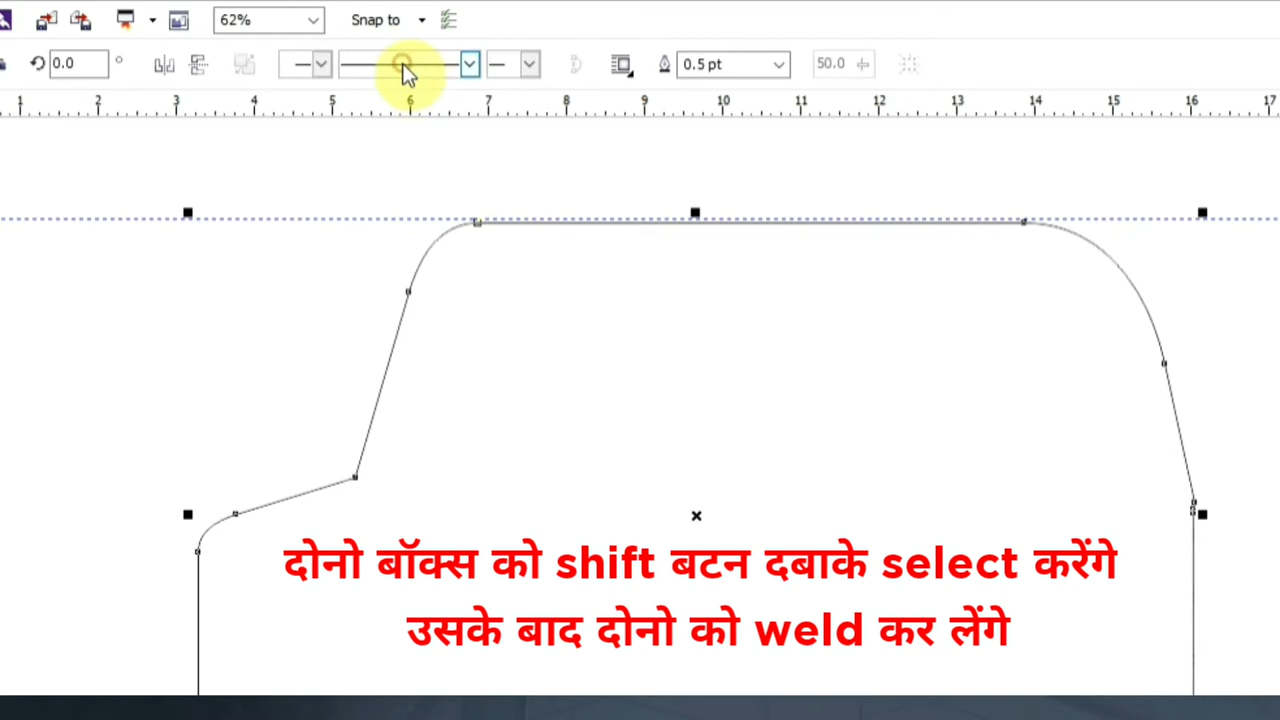 62% Snap to
0.0 ° 0.5 pt 50.0
1 2 3 4 5 6 7 8 9 10 11 12 13 14 15 16 17
दोनो बॉक्स को shift बटन दबाके select करेंगे
उसके बाद दोनो को weld कर लेंगे